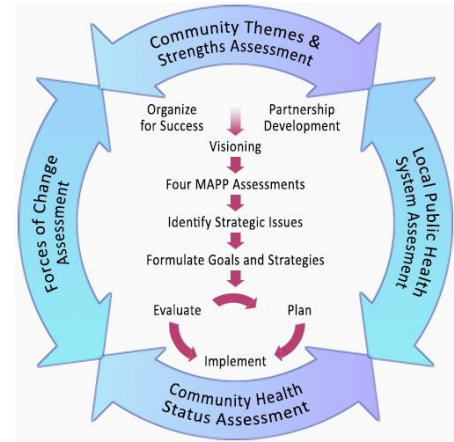 Community Themes &
Strengths Assessment
Organize
for Success
Partnership
Development
Visioning
Four MAPP Assessments
Identify Strategic Issues
Formulate Goals and Strategies
Evaluate
Plan
Implement
Forces of Change
Assessment
Local Public Health
System Assesment
Community Health
Status Assessment